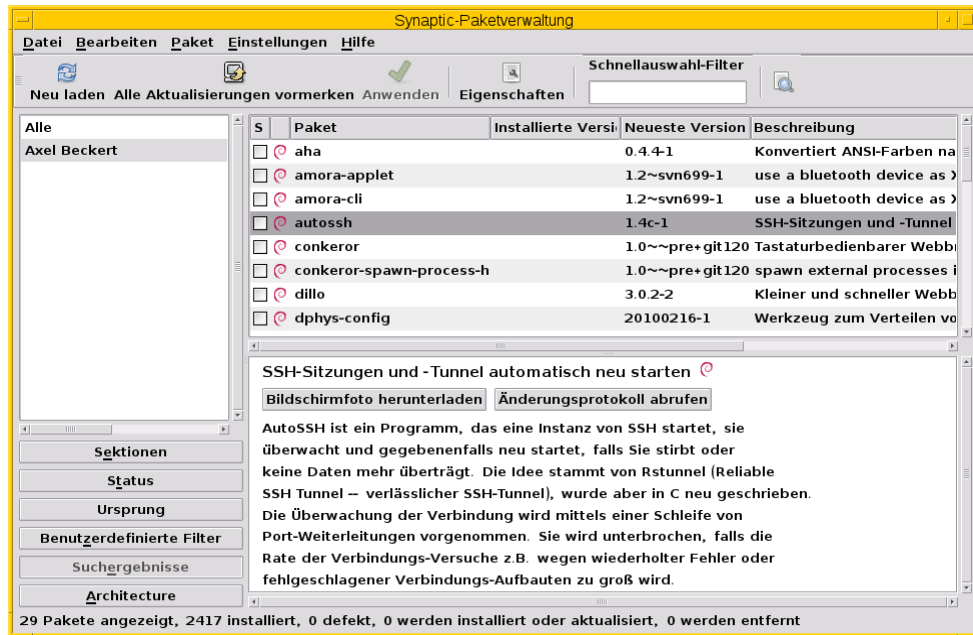 Synaptic-Paketverwaltung
Datei Bearbeiten Paket Einstellungen Hilfe
Neu laden Alle Aktualisierungen vormerken Anwenden Eigenschaften Schnellauswahl-Filter
Alle
Axel Beckert
S Paket Installierte Versi Neueste Version Beschreibung
aha 0.4.4-1 Konvertiert ANSI-Farben na
amora-applet 1.2~svn699-1 use a bluetooth device as X
amora-cli 1.2~svn699-1 use a bluetooth device as X
autossh 1.4c-1 SSH-Sitzungen und -Tunnel
conkeror 1.0~~pre+git120 Tastaturbedienbarer Webb
conkeror-spawn-process-h 1.0~~pre+git120 spawn external processes i
dillo 3.0.2-2 Kleiner und schneller Webb
dphys-config 20100216-1 Werkzeug zum Verteilen vo
SSH-Sitzungen und -Tunnel automatisch neu starten
Bildschirmfoto herunterladen Änderungsprotokoll abrufen
AutoSSH ist ein Programm, das eine Instanz von SSH startet, sie
überwacht und gegebenenfalls neu startet, falls Sie stirbt oder
keine Daten mehr überträgt. Die Idee stammt von Rstunnel (Reliable
SSH Tunnel -- verlässlicher SSH-Tunnel), wurde aber in C neu geschrieben.
Die Überwachung der Verbindung wird mittels einer Schleife von
Port-Weiterleitungen vorgenommen. Sie wird unterbrochen, falls die
Rate der Verbindungs-Versuche z.B. wegen wiederholter Fehler oder
fehlgeschlagener Verbindungs-Aufbauten zu groß wird.
Sektionen
Status
Ursprung
Benutzerdefinierte Filter
Suchergebnisse
Architecture
29 Pakete angezeigt, 2417 installiert, 0 defekt, 0 werden installiert oder aktualisiert, 0 werden entfernt